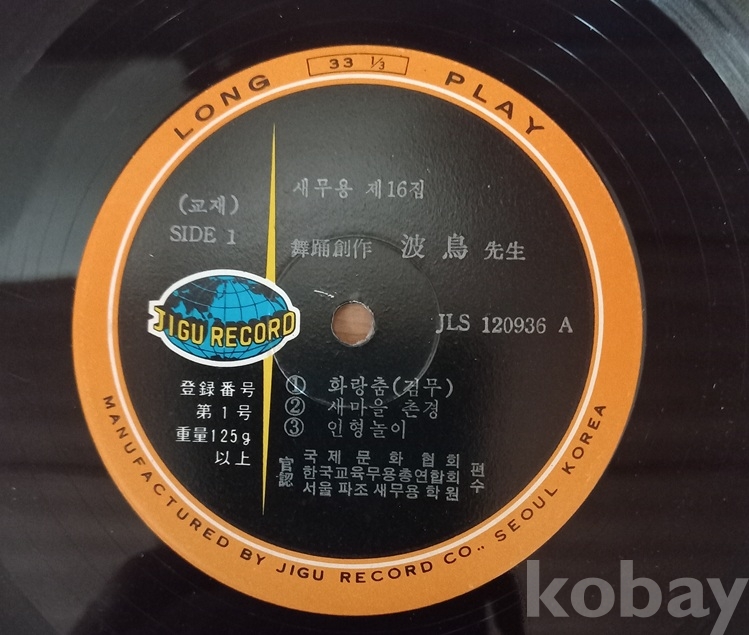 LONG PLAY
33 1/3
새무용 제16집
(교재)
SIDE 1
舞踊創作 波鳥 先生
JIGU RECORD
JLS 120936 A
登録番号
第1号
重量125g
以上
① 화랑춤(검무)
② 새마을 촌경
③ 인형놀이
官認
국제문화협회
한국교육무용총연합회
서울 파조 새무용 학원
편수
MANUFACTURED BY JIGU RECORD CO., SEOUL KOREA
kobay